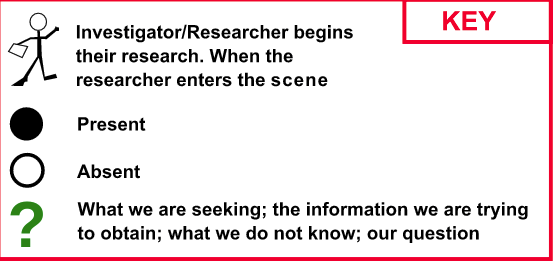 KEY
Investigator/Researcher begins
their research. When the
researcher enters the scene
Present
Absent
?
What we are seeking; the information we are trying
to obtain; what we do not know; our question